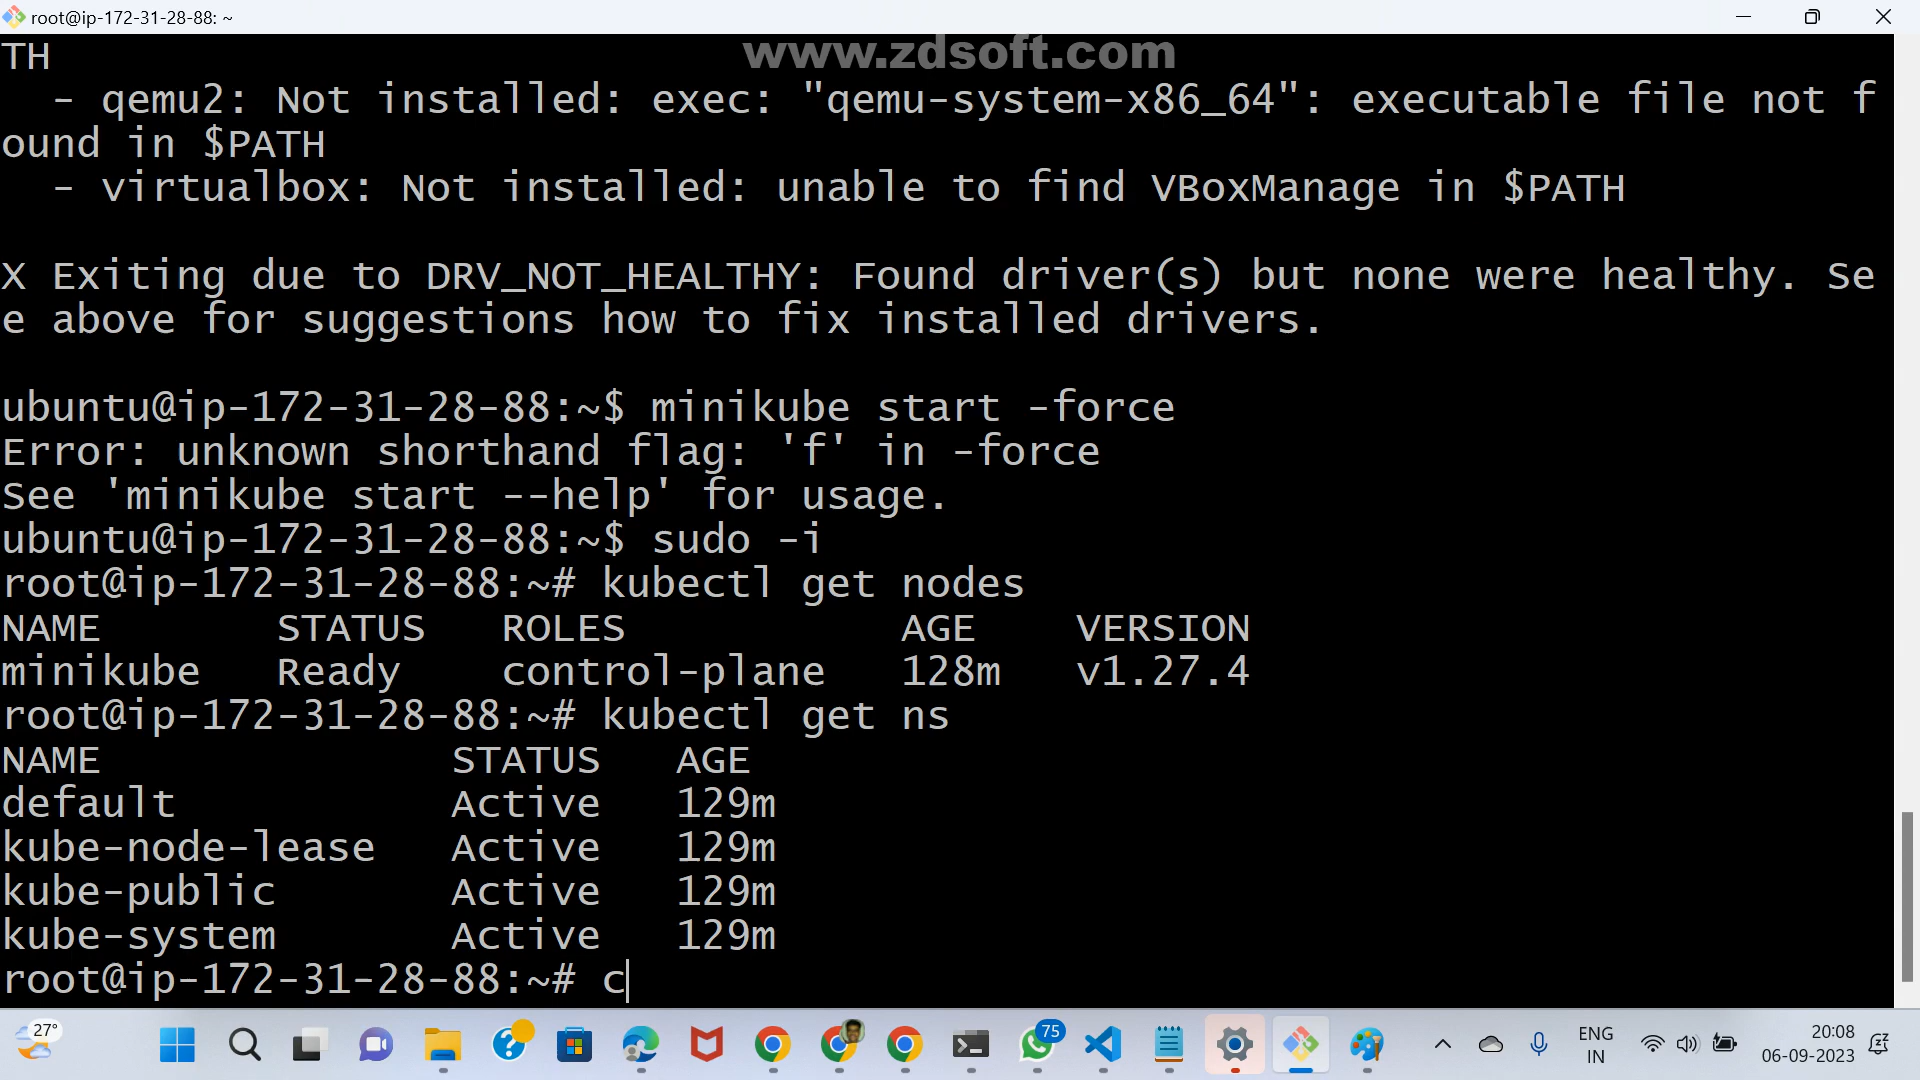 root@ip-172-31-28-88: ~
www.zdsoft.com
TH
- qemu2: Not installed: exec: "qemu-system-x86_64": executable file not f
ound in $PATH
- virtualbox: Not installed: unable to find VBoxManage in $PATH
X Exiting due to DRV_NOT_HEALTHY: Found driver(s) but none were healthy. Se
e above for suggestions how to fix installed drivers.
ubuntu@ip-172-31-28-88:~$ minikube start -force
Error: unknown shorthand flag: 'f' in -force
See 'minikube start --help' for usage.
ubuntu@ip-172-31-28-88:~$ sudo -i
root@ip-172-31-28-88:~# kubectl get nodes
NAME STATUS ROLES AGE VERSION
minikube Ready control-plane 128m v1.27.4
root@ip-172-31-28-88:~# kubectl get ns
NAME STATUS AGE
default Active 129m
kube-node-lease Active 129m
kube-public Active 129m
kube-system Active 129m
root@ip-172-31-28-88:~# c
27°
75
ENG
IN
20:08
06-09-2023